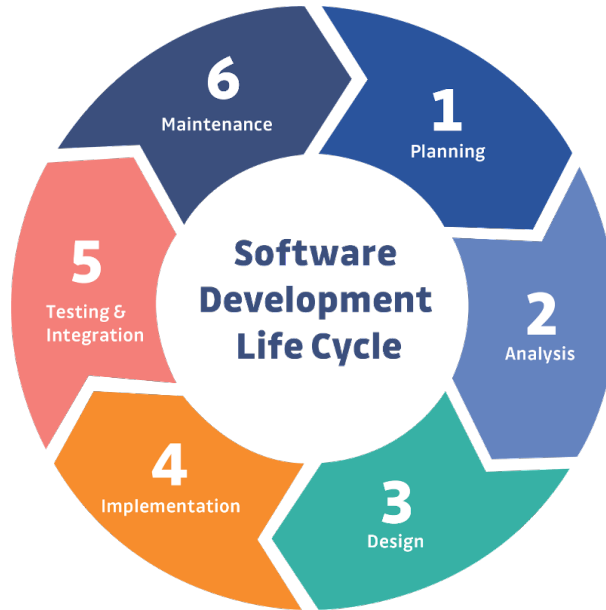 Software
Development
Life Cycle
1
Planning
2
Analysis
3
Design
4
Implementation
5
Testing &
Integration
6
Maintenance